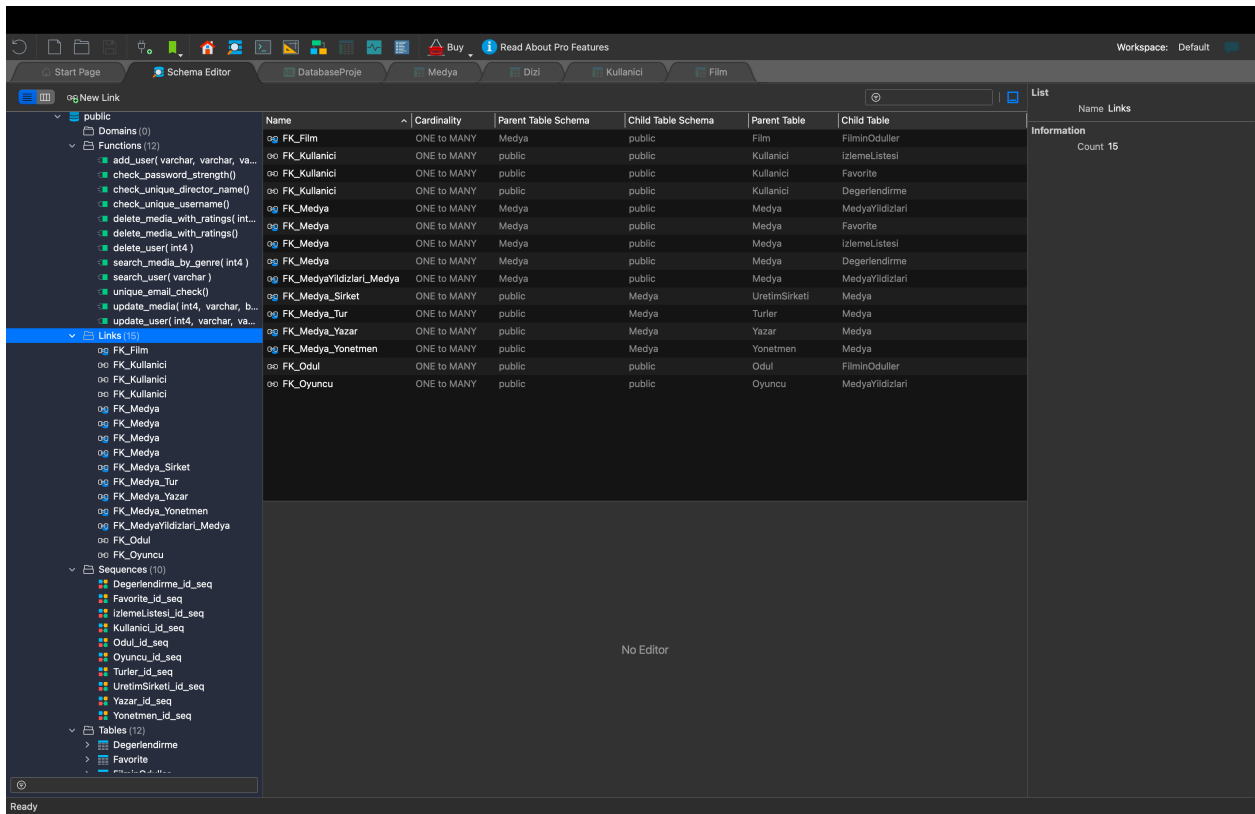 Buy
Read About Pro Features
Workspace: Default
Start Page
Schema Editor
DatabaseProje
Medya
Dizi
Kullanici
Film
New Link
public
Domains (0)
Functions (12)
add_user( varchar, varchar, va...
check_password_strength()
check_unique_director_name()
check_unique_username()
delete_media_with_ratings( int...
delete_media_with_ratings()
delete_user( int4 )
search_media_by_genre( int4 )
search_user( varchar )
unique_email_check()
update_media( int4, varchar, b...
update_user( int4, varchar, va...
Links (15)
FK_Film
FK_Kullanici
FK_Kullanici
FK_Kullanici
FK_Medya
FK_Medya
FK_Medya
FK_Medya
FK_Medya_Sirket
FK_Medya_Tur
FK_Medya_Yazar
FK_Medya_Yonetmen
FK_MedyaYildizlari_Medya
FK_Odul
FK_Oyuncu
Sequences (10)
Degerlendirme_id_seq
Favorite_id_seq
izlemeListesi_id_seq
Kullanici_id_seq
Odul_id_seq
Oyuncu_id_seq
Turler_id_seq
UretimSirketi_id_seq
Yazar_id_seq
Yonetmen_id_seq
Tables (12)
Degerlendirme
Favorite
Name Cardinality Parent Table Schema Child Table Schema Parent Table Child Table
FK_Film ONE to MANY Medya public Film FilminOduller
FK_Kullanici ONE to MANY public public Kullanici izlemeListesi
FK_Kullanici ONE to MANY public public Kullanici Favorite
FK_Kullanici ONE to MANY public public Kullanici Degerlendirme
FK_Medya ONE to MANY Medya public Medya MedyaYildizlari
FK_Medya ONE to MANY Medya public Medya Favorite
FK_Medya ONE to MANY Medya public Medya izlemeListesi
FK_Medya ONE to MANY Medya public Medya Degerlendirme
FK_MedyaYildizlari_Medya ONE to MANY Medya public Medya MedyaYildizlari
FK_Medya_Sirket ONE to MANY public Medya UretimSirketi Medya
FK_Medya_Tur ONE to MANY public Medya Turler Medya
FK_Medya_Yazar ONE to MANY public Medya Yazar Medya
FK_Medya_Yonetmen ONE to MANY public Medya Yonetmen Medya
FK_Odul ONE to MANY public public Odul FilminOduller
FK_Oyuncu ONE to MANY public public Oyuncu MedyaYildizlari
No Editor
List
Name Links
Information
Count 15
Ready